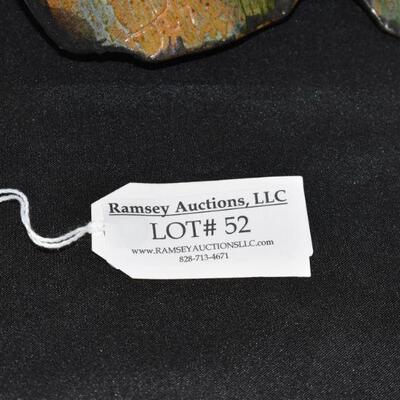 Ramsey Auctions, LLC
LOT# 52
www.RAMSEYAUCTIONSLLC.com
828-713-4671